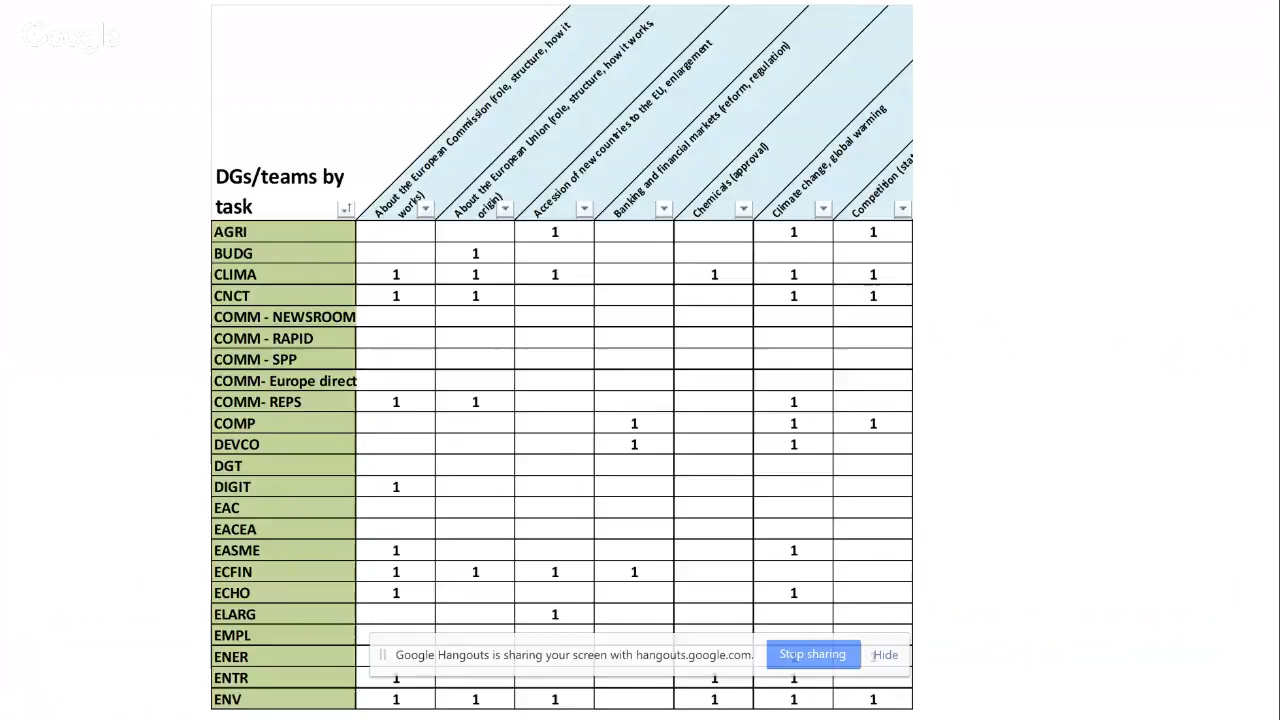 Google
About the European Commission (role, structure, how it
works)
About the European Union (role, structure, how it works
origin)
Accession of new countries to the EU, enlargement
Banking and financial markets (reform, regulation)
Chemicals (approval)
Climate change, global warming
Competition (sta
DGs/teams by
task
AGRI 1 1 1
BUDG 1
CLIMA 1 1 1 1 1 1
CNCT 1 1 1 1
COMM - NEWSROOM
COMM - RAPID
COMM - SPP
COMM- Europe direct
COMM- REPS 1 1 1
COMP 1 1 1
DEVCO 1 1
DGT
DIGIT 1
EAC
EACEA
EASME 1 1
ECFIN 1 1 1 1
ECHO 1 1
ELARG 1
EMPL
Google Hangouts is sharing your screen with hangouts.google.com. Stop sharing Hide
ENER 1 1
ENTR 1 1 1
ENV 1 1 1 1 1 1